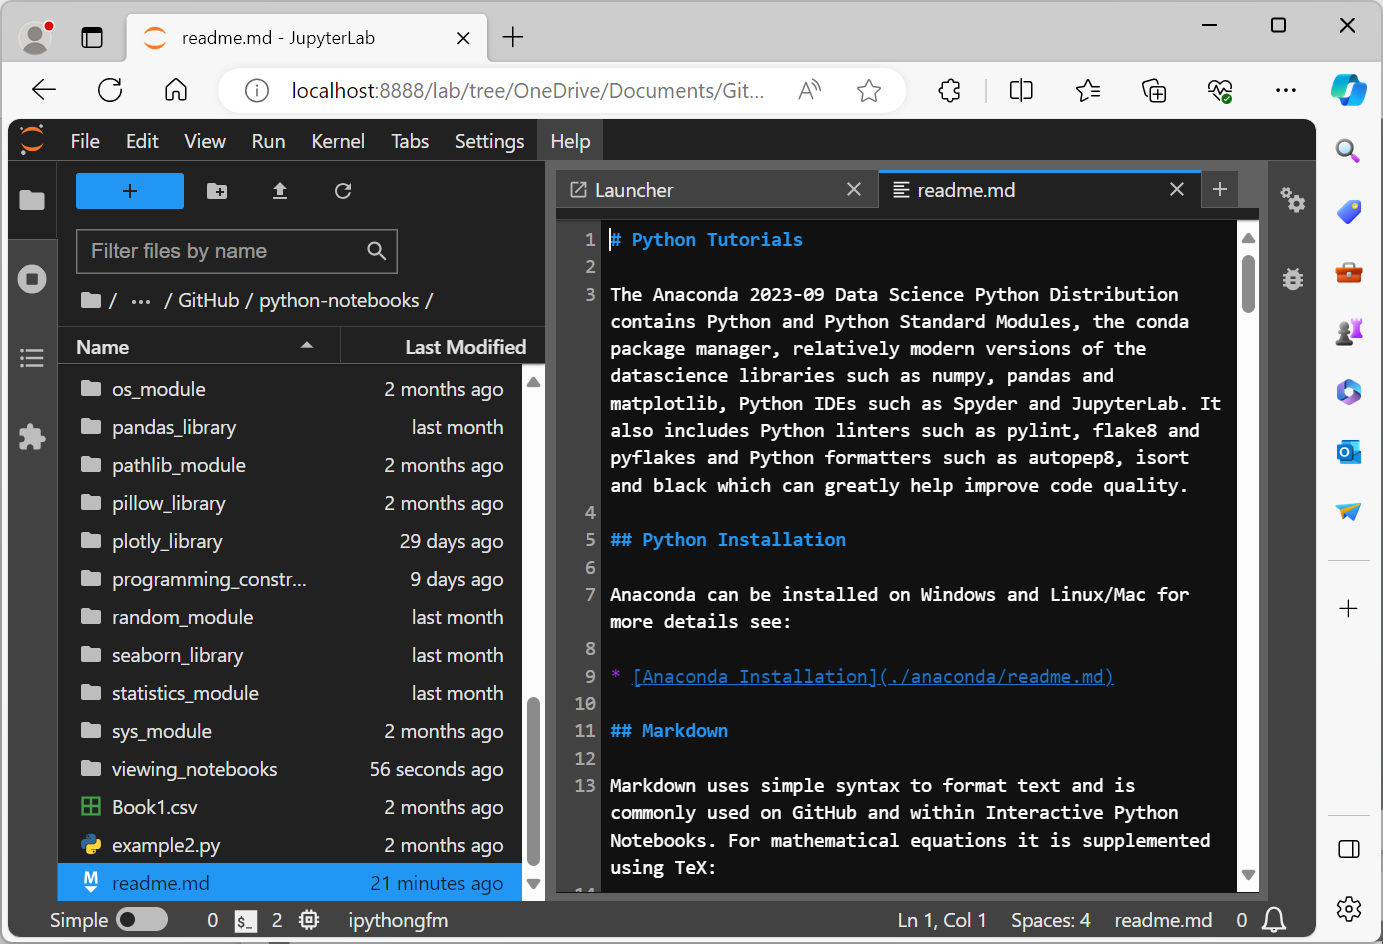 readme.md - JupyterLab
localhost:8888/lab/tree/OneDrive/Documents/Git...
File Edit View Run Kernel Tabs Settings Help
Filter files by name
/ ... / GitHub / python-notebooks /
Name Last Modified
os_module 2 months ago
pandas_library last month
pathlib_module 2 months ago
pillow_library 2 months ago
plotly_library 29 days ago
programming_constr... 9 days ago
random_module last month
seaborn_library last month
statistics_module last month
sys_module 2 months ago
viewing_notebooks 56 seconds ago
Book1.csv 2 months ago
example2.py 2 months ago
readme.md 21 minutes ago
Launcher readme.md
1 # Python Tutorials
2
3 The Anaconda 2023-09 Data Science Python Distribution
contains Python and Python Standard Modules, the conda
package manager, relatively modern versions of the
datascience libraries such as numpy, pandas and
matplotlib, Python IDEs such as Spyder and JupyterLab. It
also includes Python linters such as pylint, flake8 and
pyflakes and Python formatters such as autopep8, isort
and black which can greatly help improve code quality.
4
5 ## Python Installation
6
7 Anaconda can be installed on Windows and Linux/Mac for
more details see:
8
9 * [Anaconda Installation](./anaconda/readme.md)
10
11 ## Markdown
12
13 Markdown uses simple syntax to format text and is
commonly used on GitHub and within Interactive Python
Notebooks. For mathematical equations it is supplemented
using TeX:
14
Simple 0 $_ 2 ipythongfm Ln 1, Col 1 Spaces: 4 readme.md 0